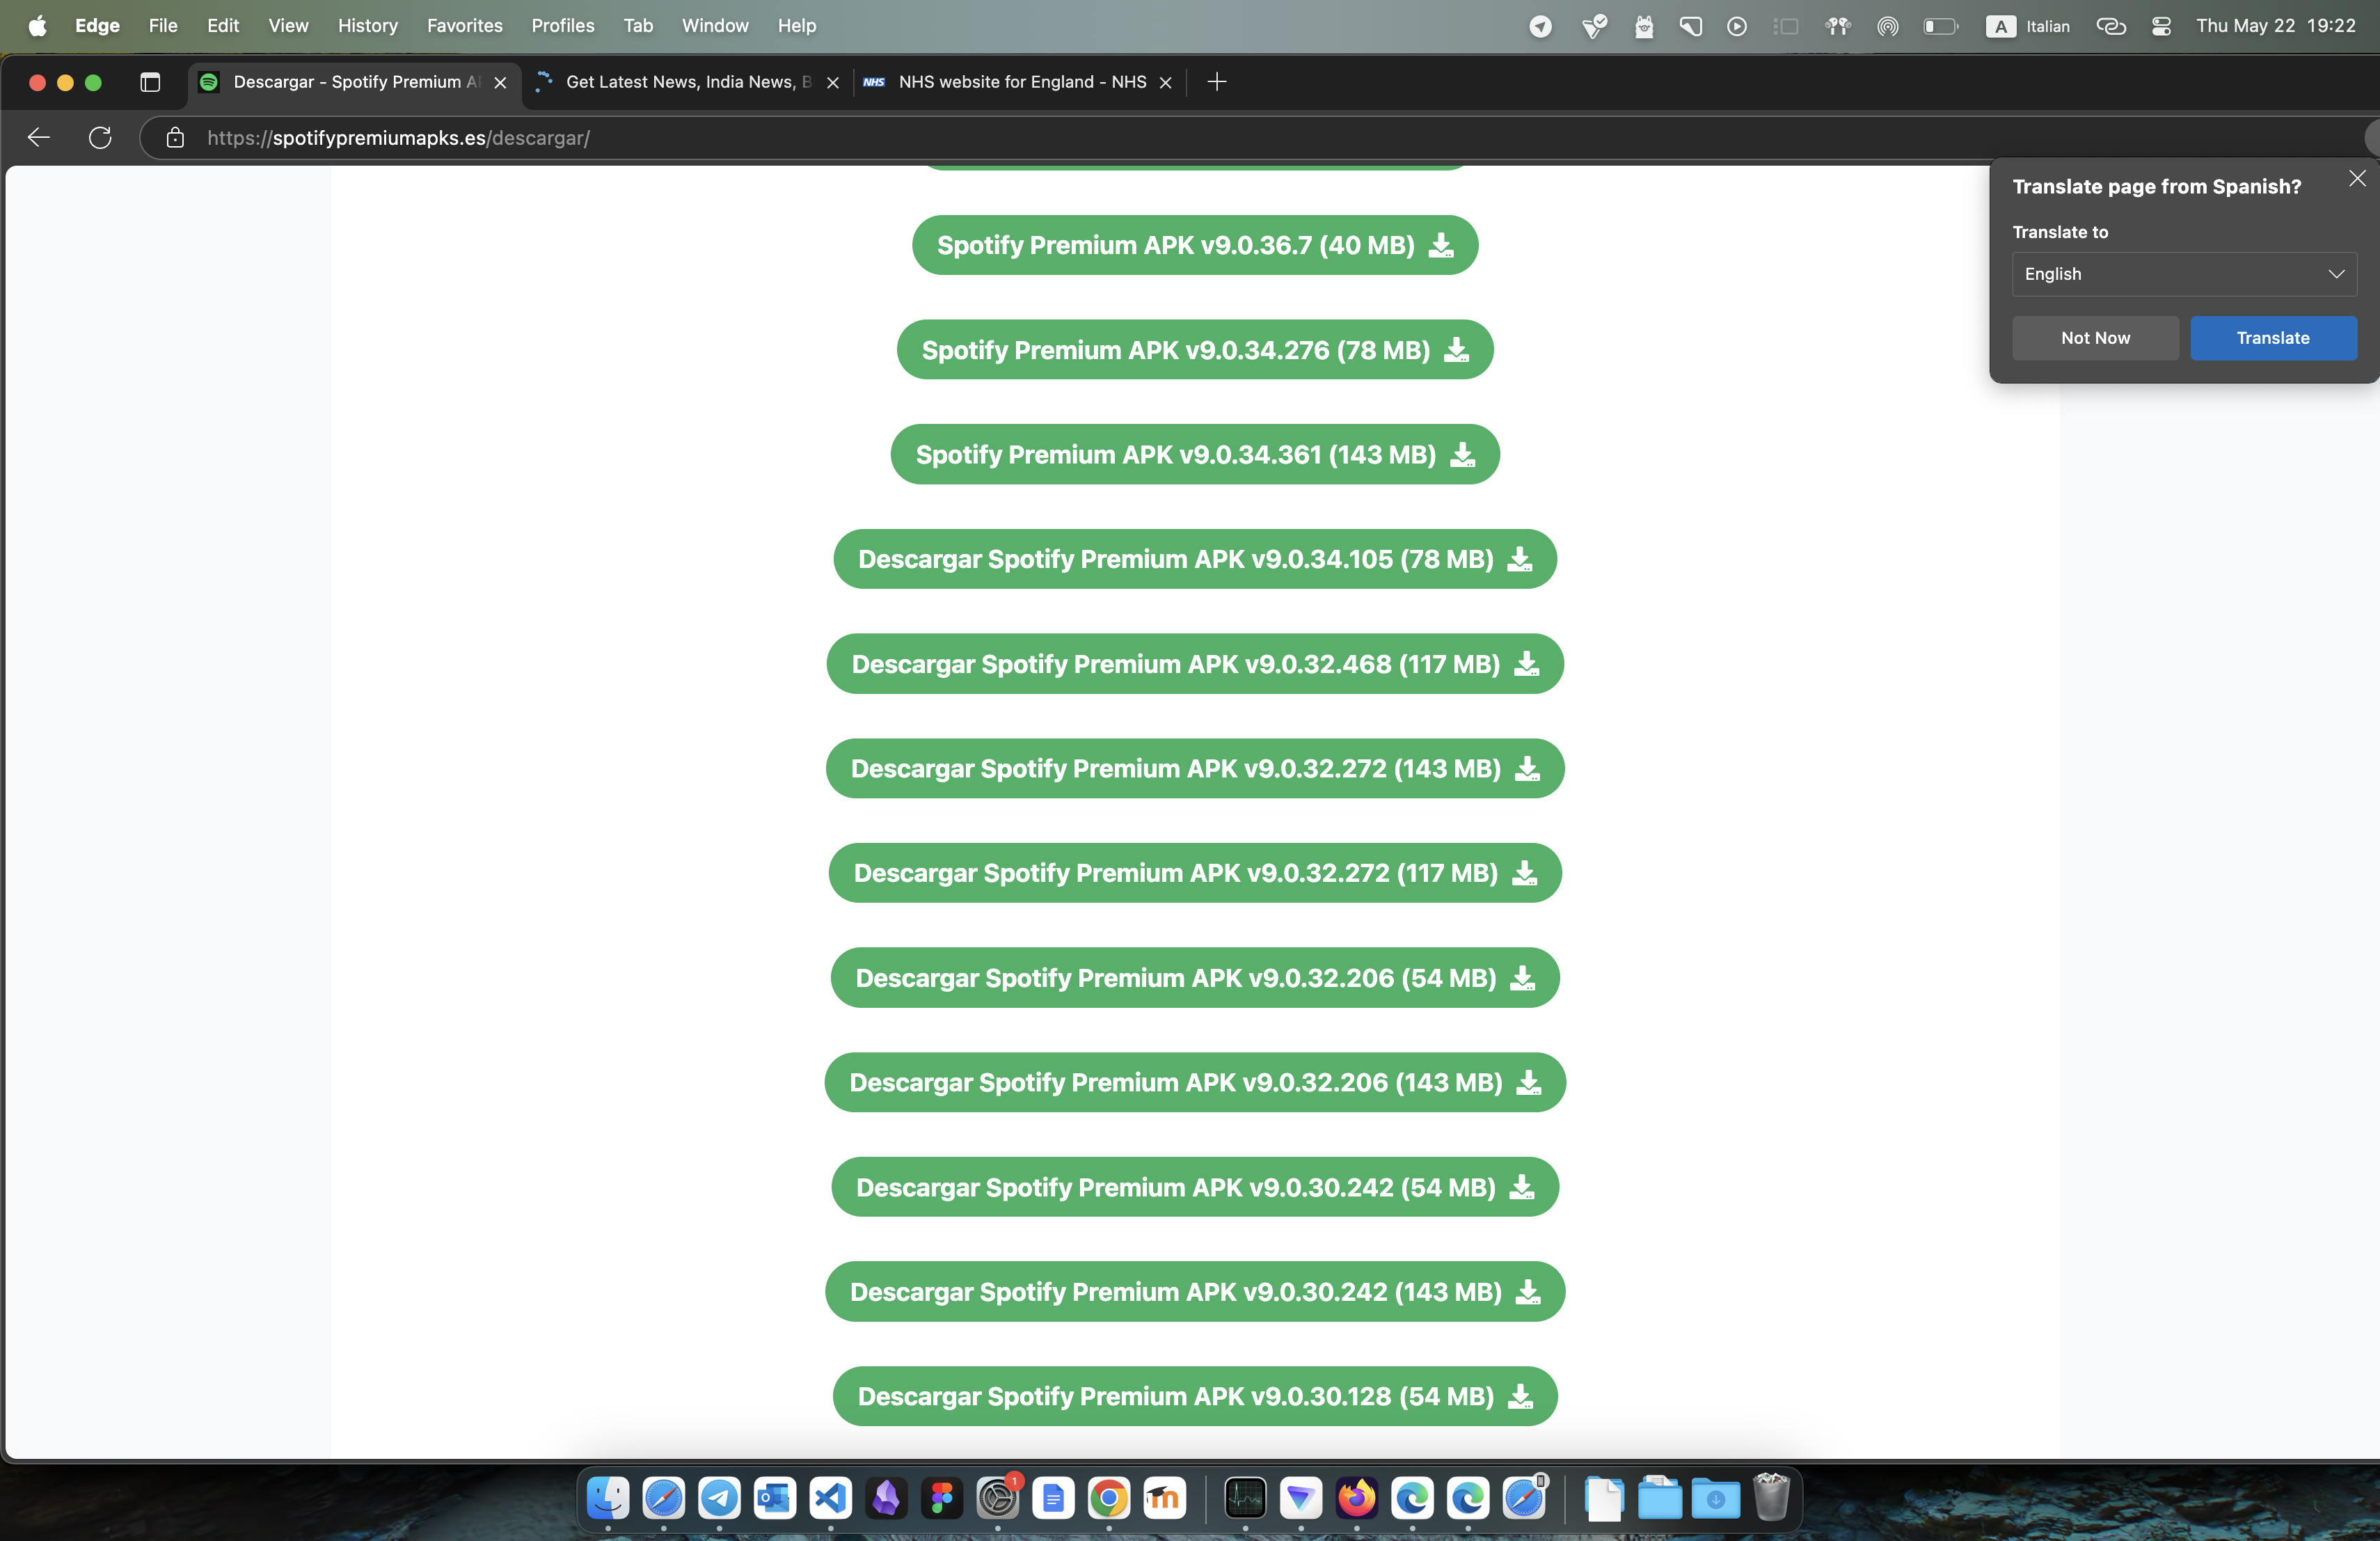 Edge File Edit View History Favorites Profiles Tab Window Help A Italian Thu May 22 19:22
Descargar - Spotify Premium A Get Latest News, India News, B NHS NHS website for England - NHS
https://spotifypremiumapks.es/descargar/
Translate page from Spanish?
Translate to
English
Not Now Translate
Spotify Premium APK v9.0.36.7 (40 MB)
Spotify Premium APK v9.0.34.276 (78 MB)
Spotify Premium APK v9.0.34.361 (143 MB)
Descargar Spotify Premium APK v9.0.34.105 (78 MB)
Descargar Spotify Premium APK v9.0.32.468 (117 MB)
Descargar Spotify Premium APK v9.0.32.272 (143 MB)
Descargar Spotify Premium APK v9.0.32.272 (117 MB)
Descargar Spotify Premium APK v9.0.32.206 (54 MB)
Descargar Spotify Premium APK v9.0.32.206 (143 MB)
Descargar Spotify Premium APK v9.0.30.242 (54 MB)
Descargar Spotify Premium APK v9.0.30.242 (143 MB)
Descargar Spotify Premium APK v9.0.30.128 (54 MB)
1